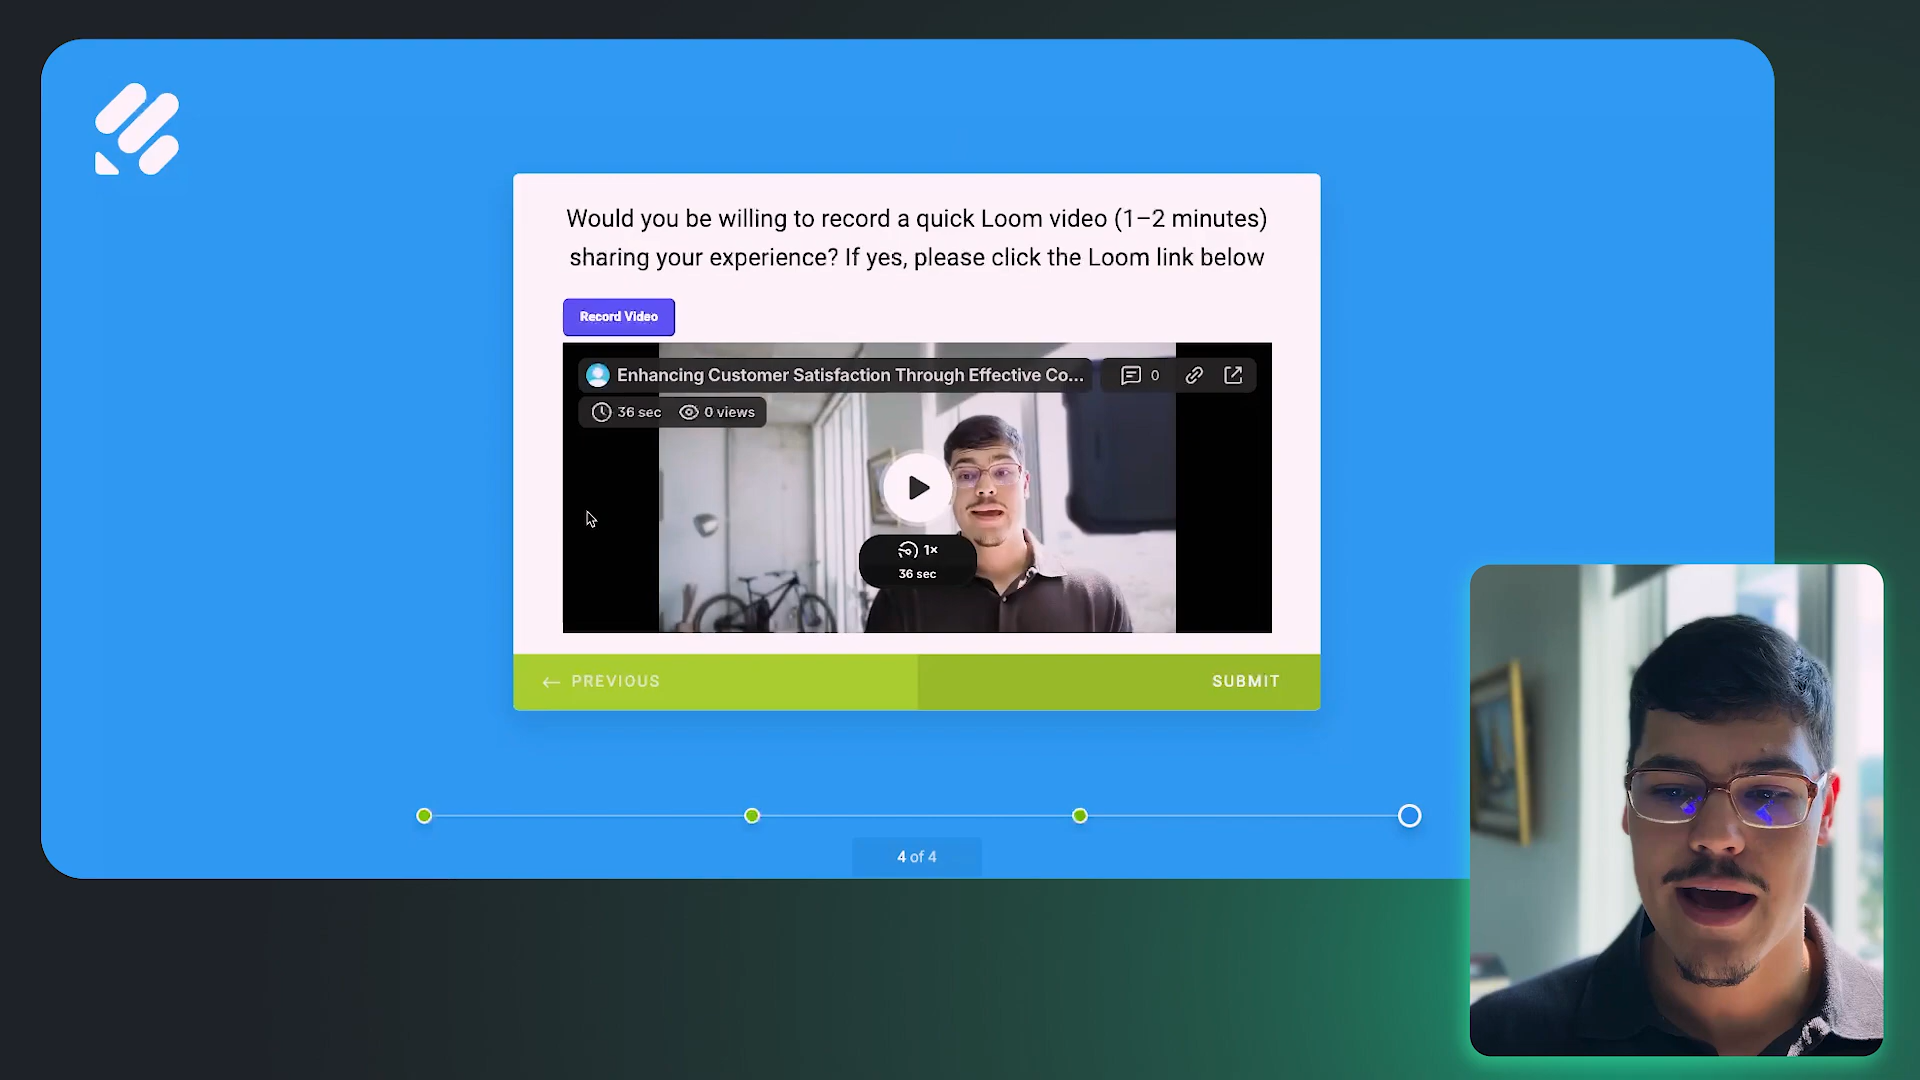 Would you be willing to record a quick Loom video (1–2 minutes)
sharing your experience? If yes, please click the Loom link below
Record Video
Enhancing Customer Satisfaction Through Effective Co...
0
36 sec
0 views
1×
36 sec
← PREVIOUS
SUBMIT
4 of 4